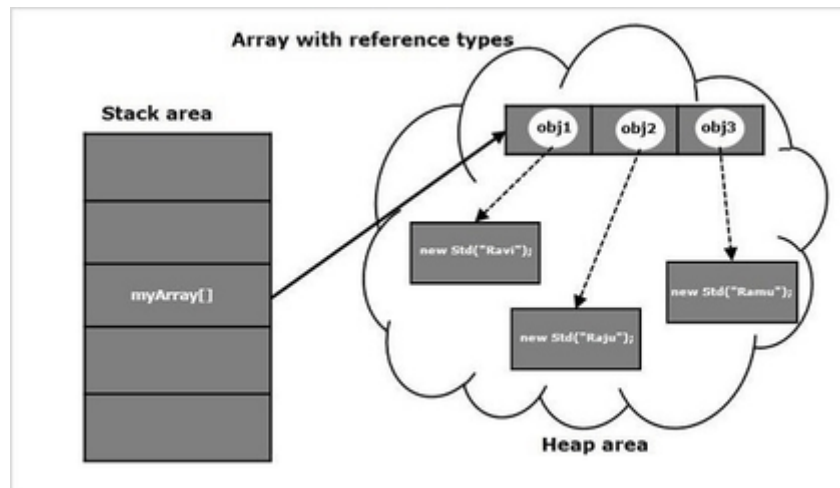 Array with reference types
Stack area
obj1
obj2
obj3
new Std("Ravi");
myArray[]
new Std("Ramu");
new Std("Raju");
Heap area